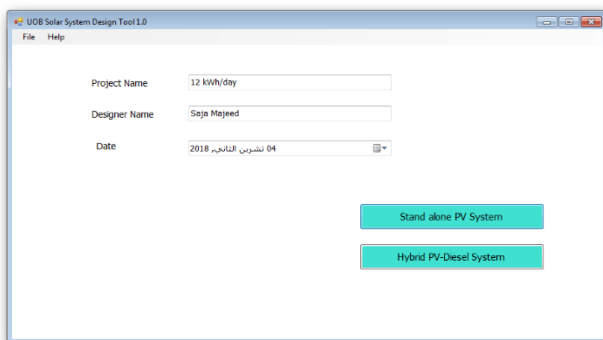 UOB Solar System Design Tool 1.0
File Help
Project Name 12 kWh/day
Designer Name Saja Majeed
Date 04 تشرين الثاني, 2018
Stand alone PV System
Hybrid PV-Diesel System